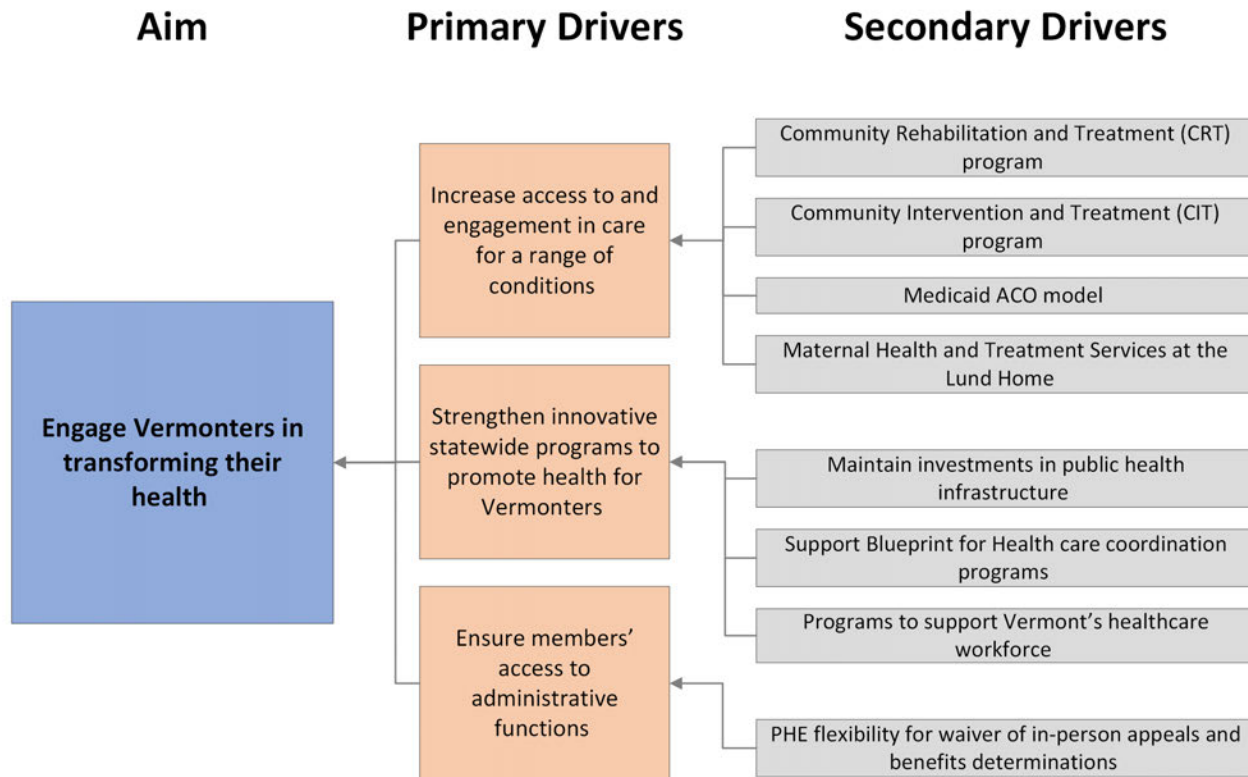 Aim
Primary Drivers
Secondary Drivers
Engage Vermonters in
transforming their
health
Increase access to and
engagement in care
for a range of
conditions
Strengthen innovative
statewide programs to
promote health for
Vermonters
Ensure members’
access to
administrative
functions
Community Rehabilitation and Treatment (CRT)
program
Community Intervention and Treatment (CIT)
program
Medicaid ACO model
Maternal Health and Treatment Services at the
Lund Home
Maintain investments in public health
infrastructure
Support Blueprint for Health care coordination
programs
Programs to support Vermont’s healthcare
workforce
PHE flexibility for waiver of in-person appeals and
benefits determinations